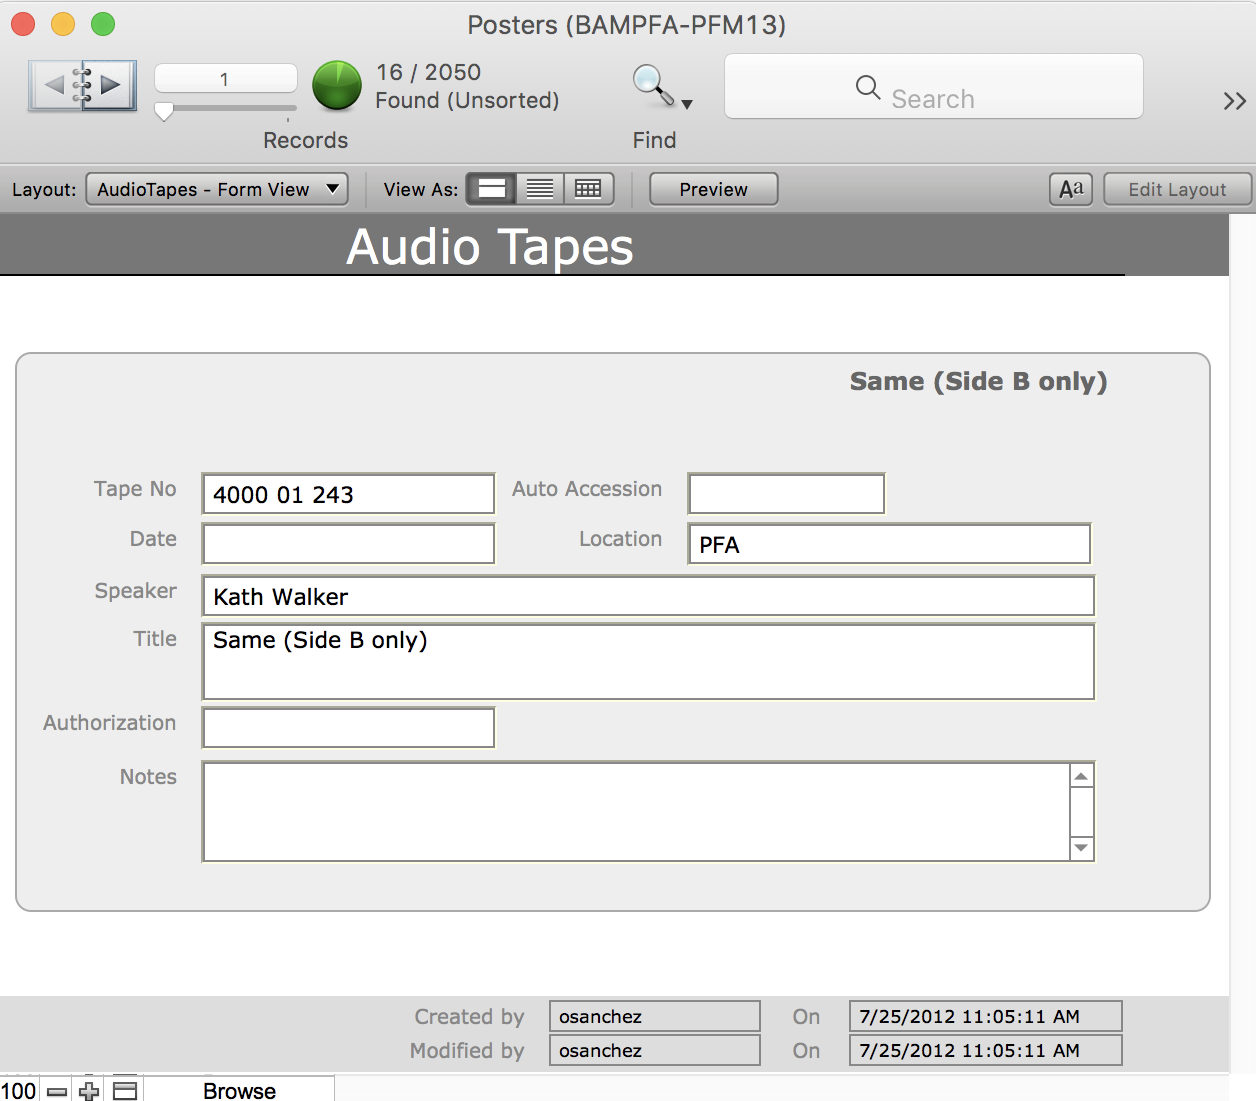 Posters (BAMPFA-PFM13)
1
16 / 2050
Found (Unsorted)
Records
Find
Search
Layout: AudioTapes - Form View View As: Preview Aa Edit Layout
Audio Tapes
Same (Side B only)
Tape No 4000 01 243 Auto Accession
Date Location PFA
Speaker Kath Walker
Title Same (Side B only)
Authorization
Notes
Created by osanchez On 7/25/2012 11:05:11 AM
Modified by osanchez On 7/25/2012 11:05:11 AM
100 Browse